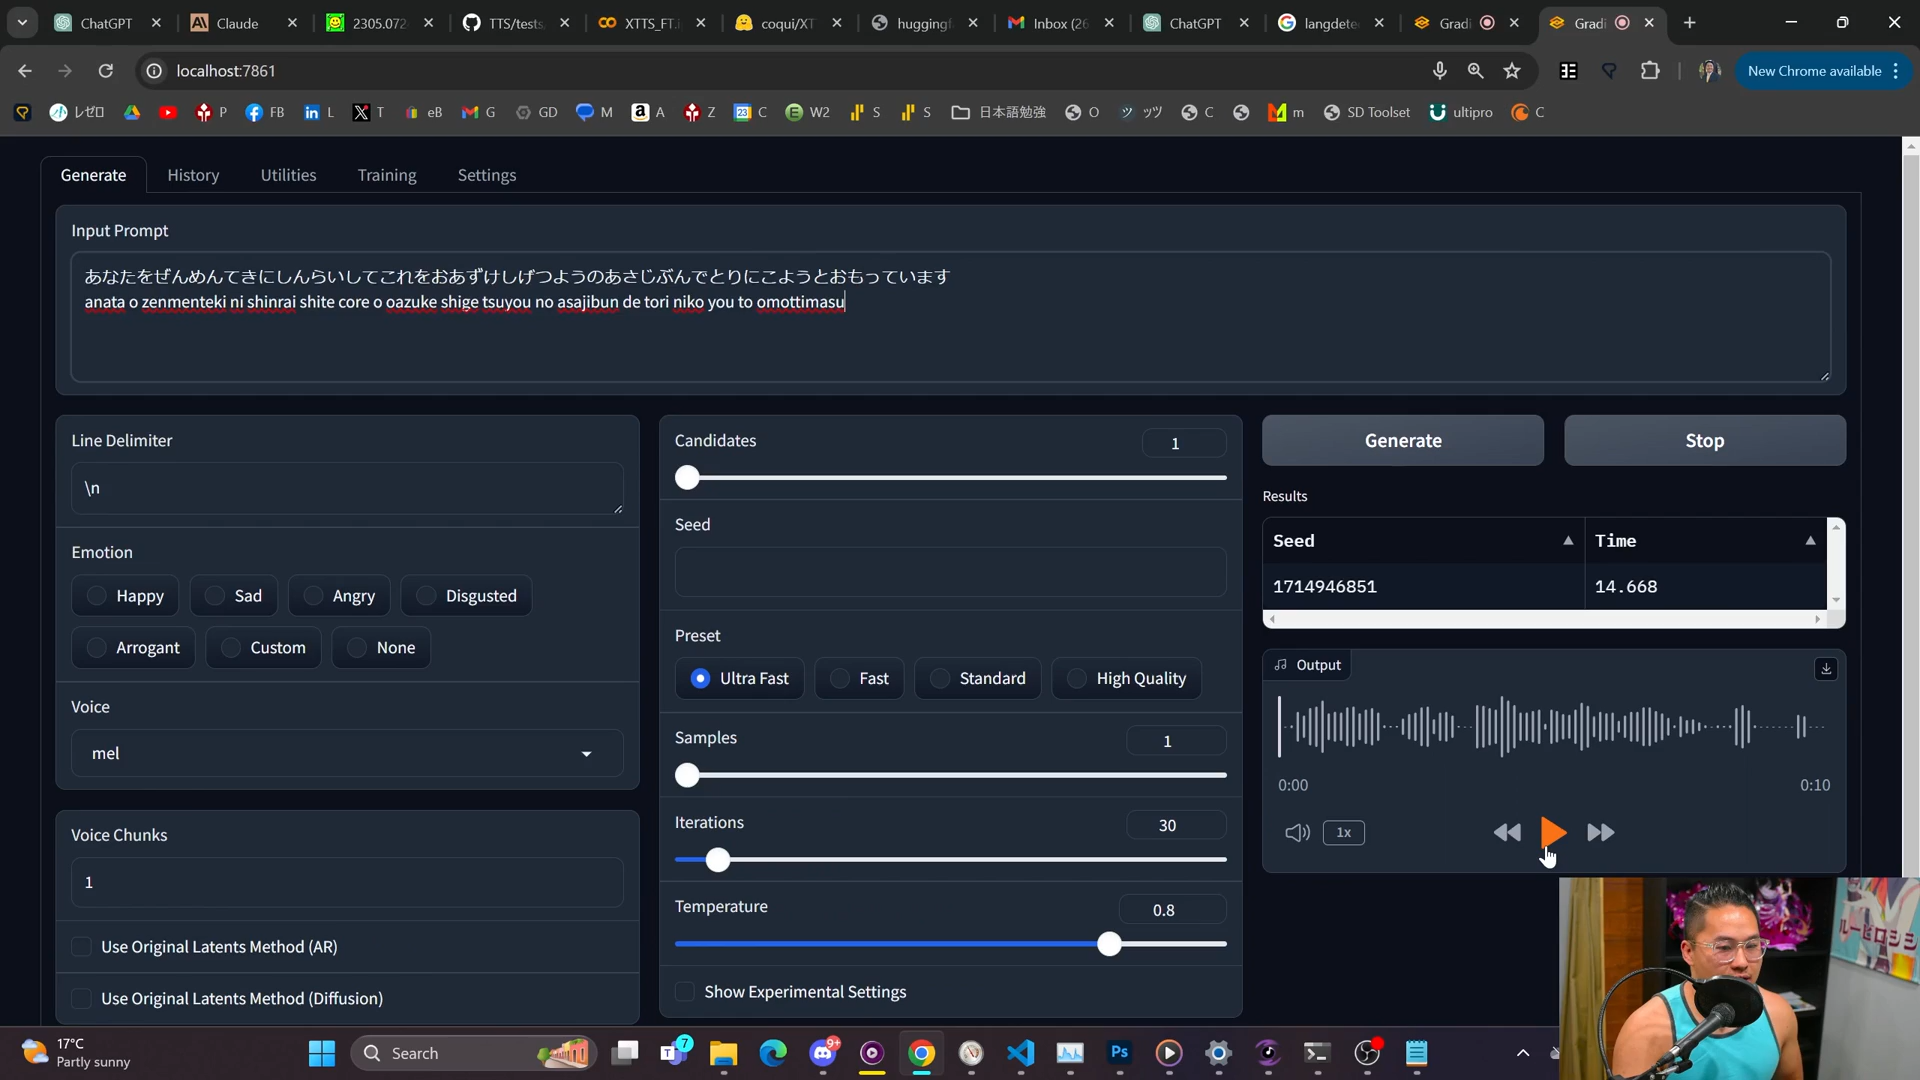 ChatGPT
Claude
2305.072
TTS/tests
XTTS_FT.i
coqui/XT
huggingf
Inbox (26
ChatGPT
langdete
Gradi
Gradi
localhost:7861
New Chrome available
レゼロ
P
FB
L
T
eB
G
GD
M
A
Z
C
W2
S
S
日本語勉強
O
ッツ
C
m
SD Toolset
ultipro
C
Generate
History
Utilities
Training
Settings
Input Prompt
あなたをぜんめんてきにしんらいしてこれをおあずけしげつようのあさじぶんでとりにこようとおもっています
anata o zenmenteki ni shinrai shite core o oazuke shige tsuyou no asajibun de tori niko you to omottimasu
Line Delimiter
\n
Emotion
Happy
Sad
Angry
Disgusted
Arrogant
Custom
None
Voice
mel
Voice Chunks
1
Use Original Latents Method (AR)
Use Original Latents Method (Diffusion)
Candidates
1
Seed
Preset
Ultra Fast
Fast
Standard
High Quality
Samples
1
Iterations
30
Temperature
0.8
Show Experimental Settings
Generate
Stop
Results
Seed
Time
1714946851
14.668
Output
0:00
0:10
1x
17°C
Partly sunny
Search
7
9+
Ps